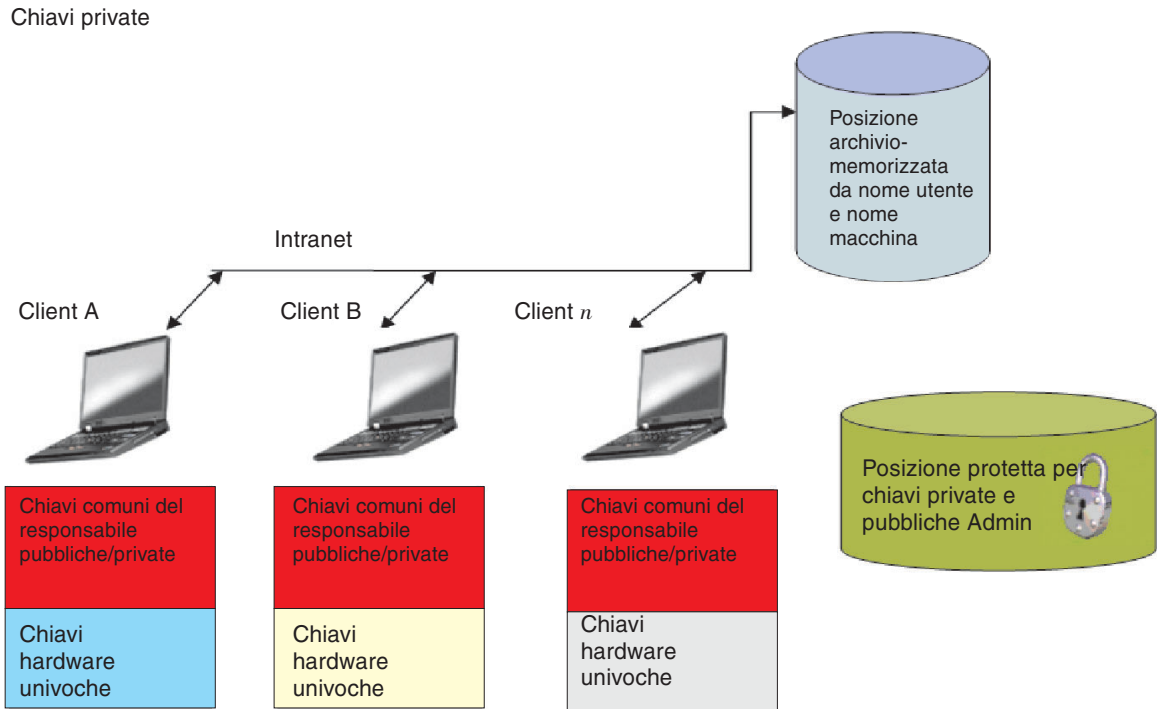 Chiavi private
Posizione
archivio-
memorizzata
da nome utente
e nome
macchina
Intranet
Client A
Client B
Client n
Posizione protetta per
chiavi private e
pubbliche Admin
Chiavi comuni del
responsabile
pubbliche/private
Chiavi
hardware
univoche
Chiavi comuni del
responsabile
pubbliche/private
Chiavi
hardware
univoche
Chiavi comuni del
responsabile
pubbliche/private
Chiavi
hardware
univoche